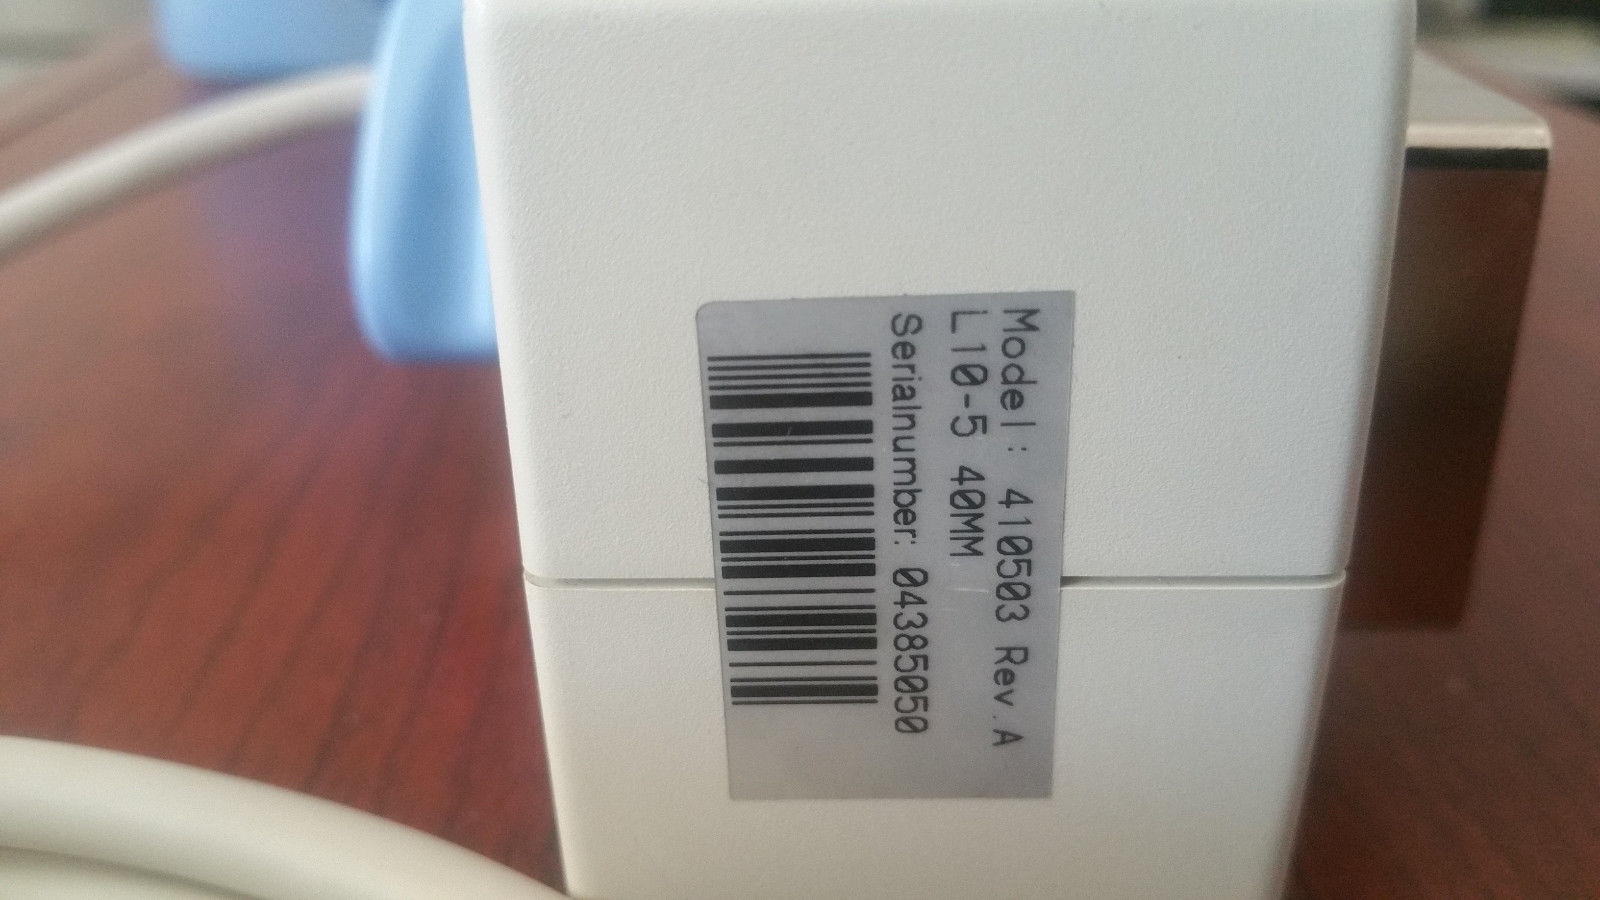 Model: 410503 Rev.A
L10-5 40MM
Serialnumber: 04385050